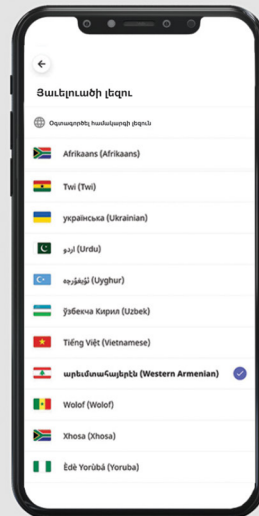 Յաւելուածի լեզու
Օգտագործել համակարգի լեզուն
Afrikaans (Afrikaans)
Twi (Twi)
українська (Ukrainian)
اردو (Urdu)
ئۇيغۇرچە (Uyghur)
ўзбекча Кирил (Uzbek)
Tiếng Việt (Vietnamese)
արեւմտահայերէն (Western Armenian)
Wolof (Wolof)
Xhosa (Xhosa)
Èdè Yorùbá (Yoruba)